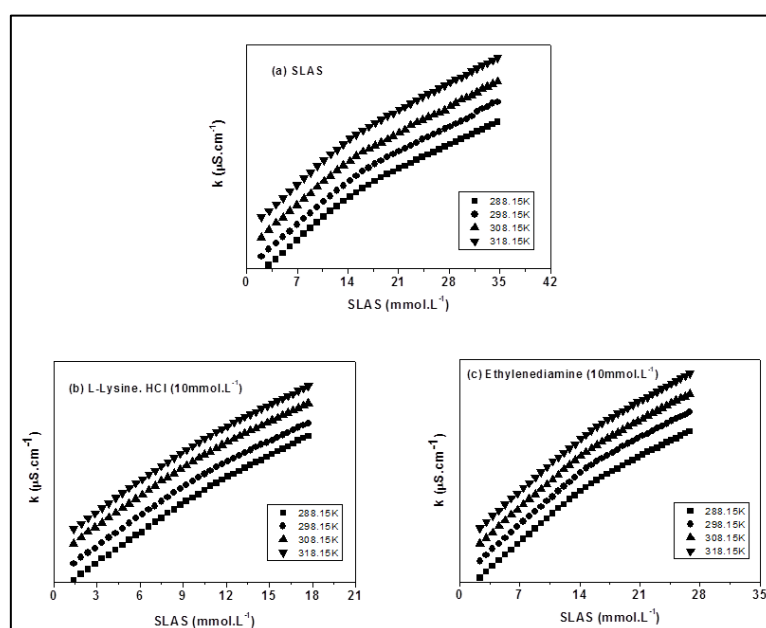 (a) SLAS
k (µS.cm⁻¹)
288.15K
298.15K
308.15K
318.15K
0 7 14 21 28 35 42
SLAS (mmol.L⁻¹)
(b) L-Lysine. HCl (10mmol.L⁻¹)
k (µS.cm⁻¹)
288.15K
298.15K
308.15K
318.15K
0 3 6 9 12 15 18 21
SLAS (mmol.L⁻¹)
(c) Ethylenediamine (10mmol.L⁻¹)
k (µS.cm⁻¹)
288.15K
298.15K
308.15K
318.15K
0 7 14 21 28 35
SLAS (mmol.L⁻¹)